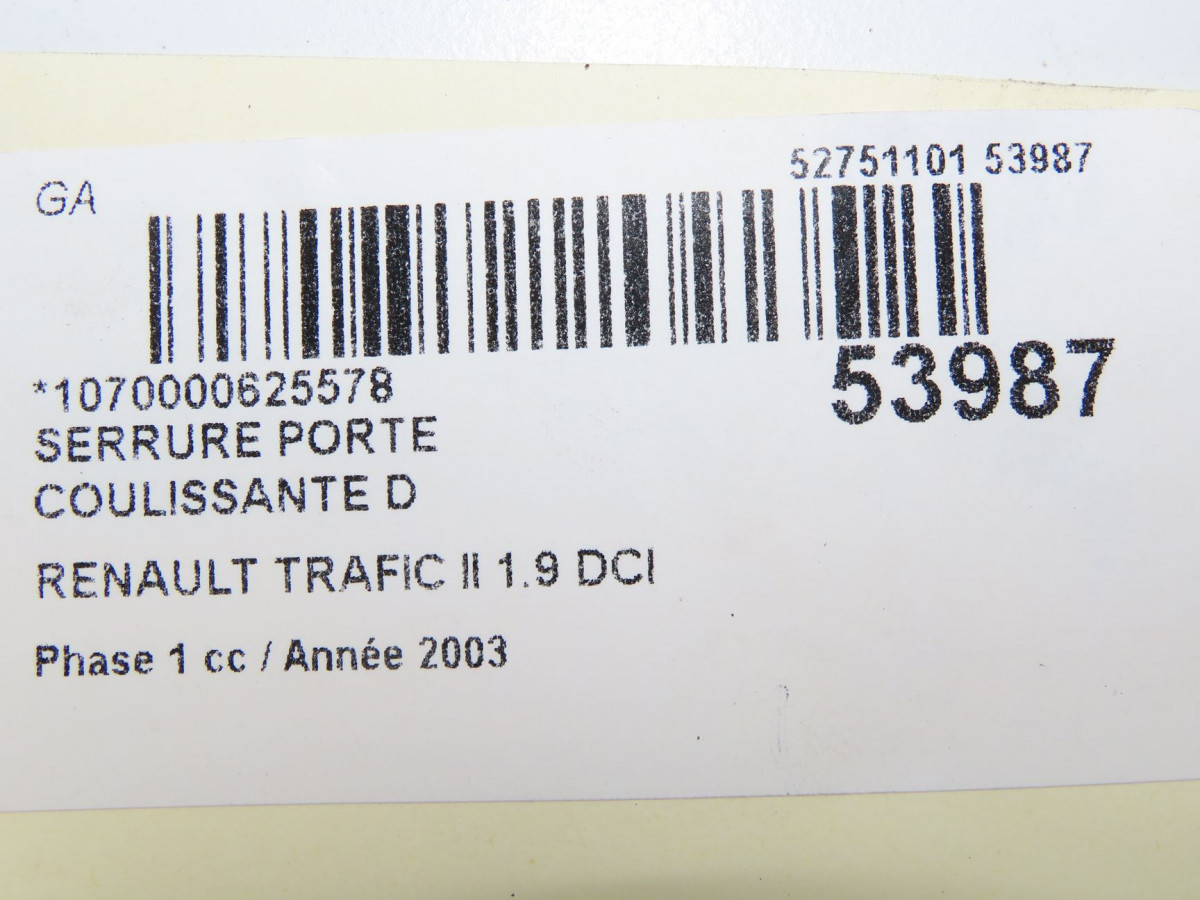 GA
52751101 53987
53987
*1070000625578
SERRURE PORTE
COULISSANTE D
RENAULT TRAFIC II 1.9 DCI
Phase 1 cc / Année 2003